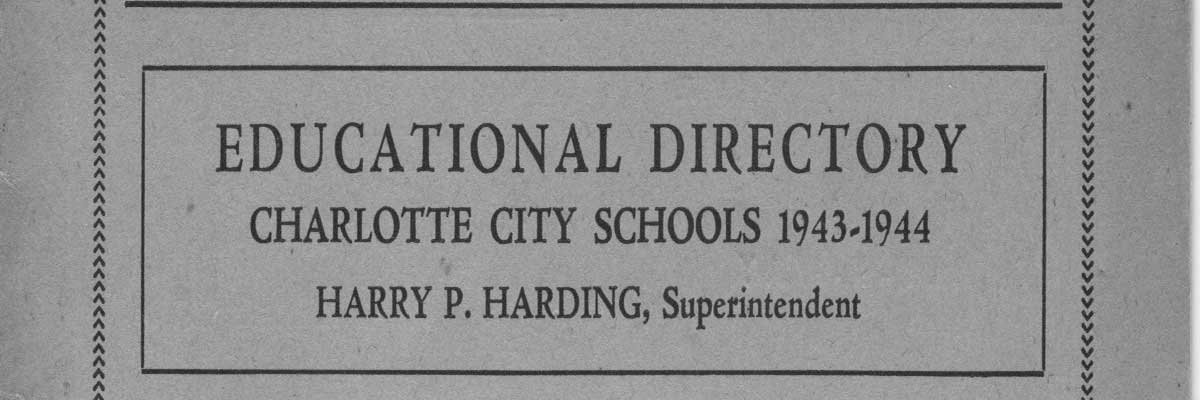 EDUCATIONAL DIRECTORY
CHARLOTTE CITY SCHOOLS 1943-1944
HARRY P. HARDING, Superintendent